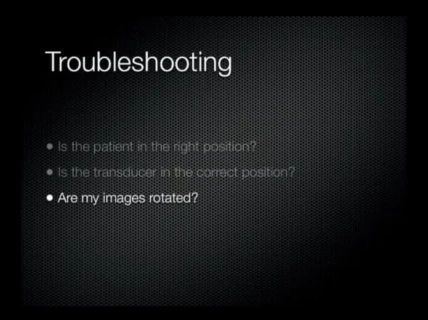 Troubleshooting
• Is the patient in the right position?
• Is the transducer in the correct position?
• Are my images rotated?